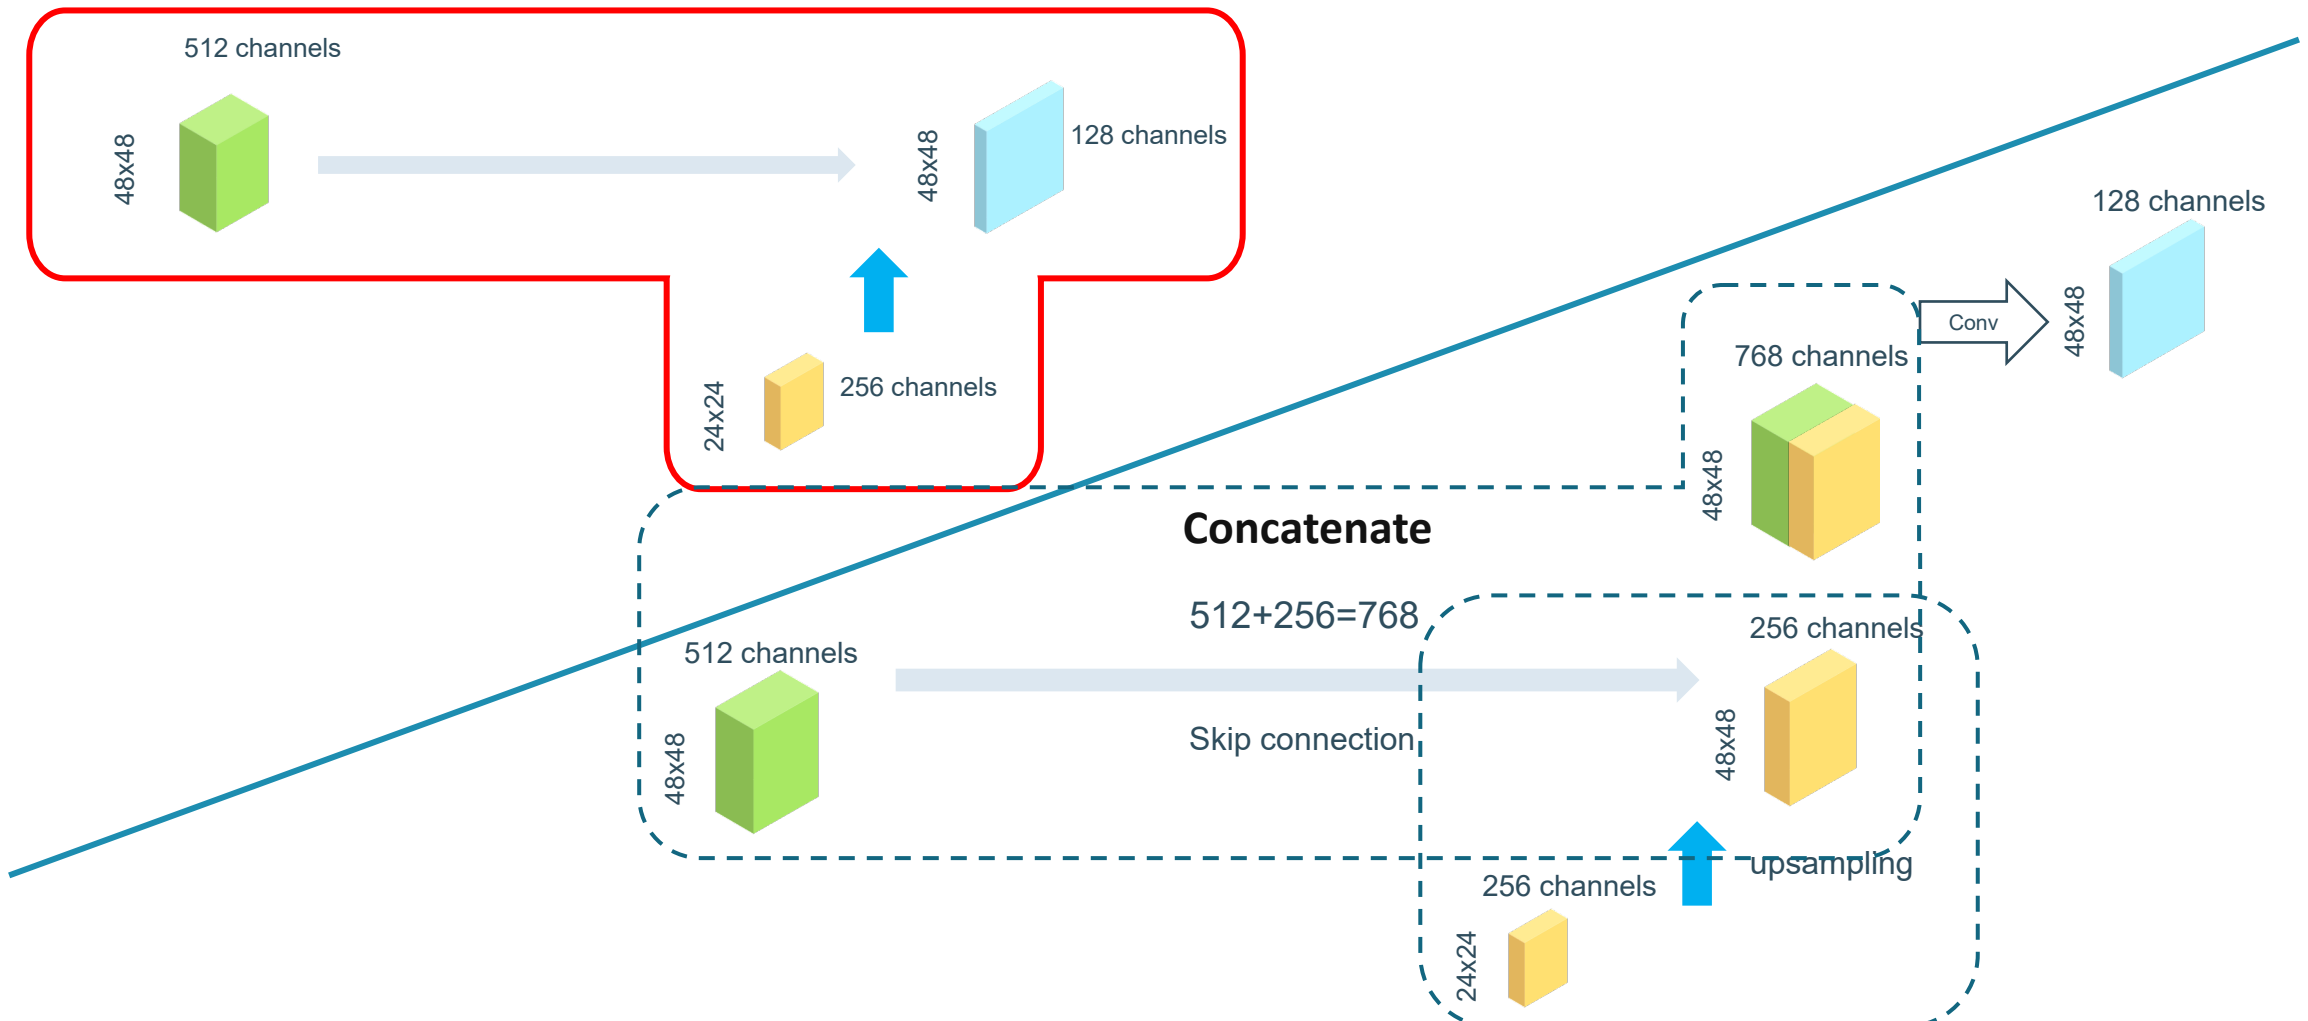 512 channels
48x48
48x48
128 channels
24x24
256 channels
128 channels
48x48
Conv
768 channels
48x48
Concatenate
512+256=768
512 channels
48x48
Skip connection
256 channels
48x48
upsampling
256 channels
24x24